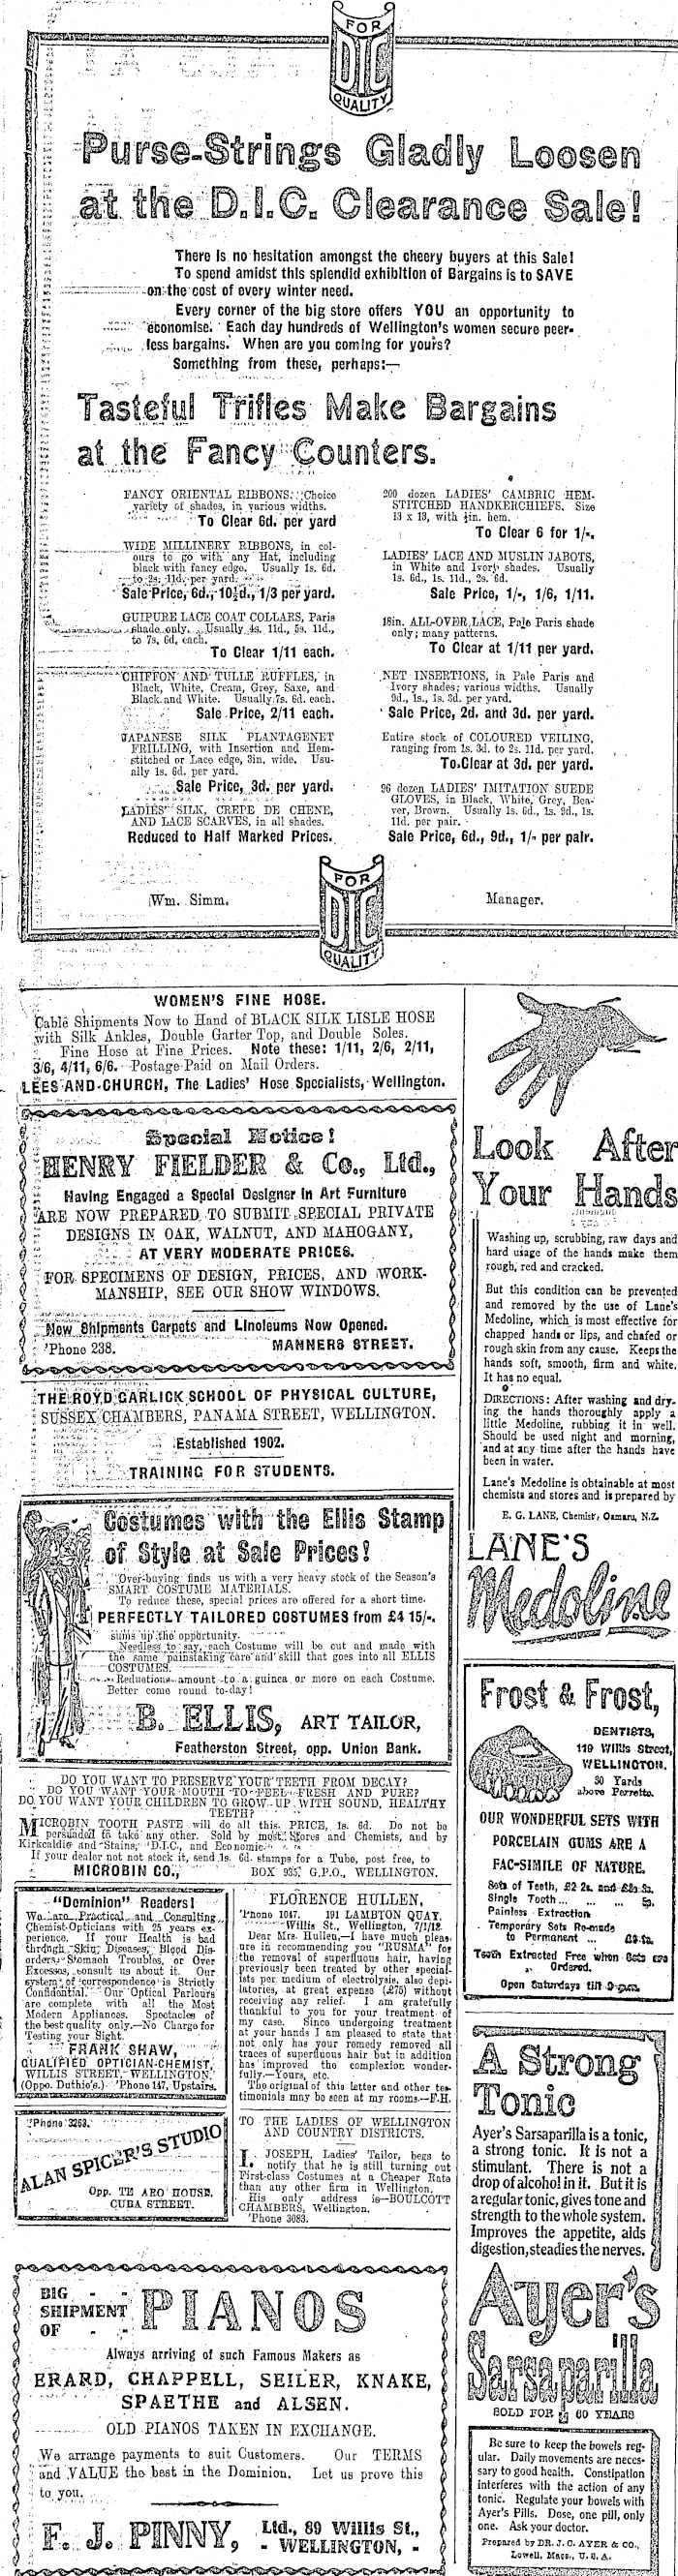 FOR
DIC
QUALITY
Purse-Strings Gladly Loosen
at the D.I.C. Clearance Sale!
There is no hesitation amongst the cheery buyers at this Sale!
To spend amidst this splendid exhibition of Bargains is to SAVE
on the cost of every winter need.
Every corner of the big store offers YOU an opportunity to
economise. Each day hundreds of Wellington's women secure peer-
less bargains. When are you coming for yours?
Something from these, perhaps:—
Tasteful Trifles Make Bargains
at the Fancy Counters.
FANCY ORIENTAL RIBBONS. Choice
variety of shades, in various widths.
To Clear 6d. per yard
WIDE MILLINERY RIBBONS, in col-
ours to go with any Hat, including
black with fancy edge. Usually 1s. 6d.
to 2s. 11d. per yard.
Sale Price, 6d., 10½d., 1/3 per yard.
GUIPURE LACE COAT COLLARS, Paris
shade only. Usually 4s. 11d., 5s. 11d.,
to 7s. 6d. each.
To Clear 1/11 each.
CHIFFON AND TULLE RUFFLES, in
Black, White, Cream, Grey, Saxe, and
Black and White. Usually 7s. 6d. each.
Sale Price, 2/11 each.
JAPANESE SILK PLANTAGENET
FRILLING, with Insertion and Hem-
stitched or Lace edge, 3in. wide. Usu-
ally 1s. 6d. per yard.
Sale Price, 3d. per yard.
LADIES' SILK, CREPE DE CHENE,
AND LACE SCARVES, in all shades.
Reduced to Half Marked Prices.
200 dozen LADIES' CAMBRIC HEM-
STITCHED HANDKERCHIEFS. Size
13 x 13, with ½in. hem.
To Clear 6 for 1/-.
LADIES' LACE AND MUSLIN JABOTS,
in White and Ivory shades. Usually
1s. 6d., 1s. 11d., 2s. 6d.
Sale Price, 1/-, 1/6, 1/11.
18in. ALL-OVER LACE, Pale Paris shade
only; many patterns.
To Clear at 1/11 per yard.
NET INSERTIONS, in Pale Paris and
Ivory shades; various widths. Usually
9d., 1s., 1s. 3d. per yard.
Sale Price, 2d. and 3d. per yard.
Entire stock of COLOURED VEILING,
ranging from 1s. 3d. to 2s. 11d. per yard.
To Clear at 3d. per yard.
96 dozen LADIES' IMITATION SUEDE
GLOVES, in Black, White, Grey, Bea-
ver, Brown. Usually 1s. 6d., 1s. 9d., 1s.
11d. per pair.
Sale Price, 6d., 9d., 1/- per pair.
Wm. Simm.
Manager.
FOR
DIC
QUALITY
WOMEN'S FINE HOSE.
Cable Shipments Now to Hand of BLACK SILK LISLE HOSE
with Silk Ankles, Double Garter Top, and Double Soles.
Fine Hose at Fine Prices. Note these: 1/11, 2/6, 2/11,
3/6, 4/11, 6/6. Postage Paid on Mail Orders.
LEES AND CHURCH, The Ladies' Hose Specialists, Wellington.
Special Notice!
HENRY FIELDER & Co., Ltd.,
Having Engaged a Special Designer in Art Furniture
ARE NOW PREPARED TO SUBMIT SPECIAL PRIVATE
DESIGNS IN OAK, WALNUT, AND MAHOGANY,
AT VERY MODERATE PRICES.
FOR SPECIMENS OF DESIGN, PRICES, AND WORK-
MANSHIP, SEE OUR SHOW WINDOWS.
New Shipments Carpets and Linoleums Now Opened.
'Phone 238. MANNERS STREET.
THE ROYD GARLICK SCHOOL OF PHYSICAL CULTURE,
SUSSEX CHAMBERS, PANAMA STREET, WELLINGTON.
Established 1902.
TRAINING FOR STUDENTS.
Costumes with the Ellis Stamp
of Style at Sale Prices!
Over-buying finds us with a very heavy stock of the Season's
SMART COSTUME MATERIALS.
To reduce these, special prices are offered for a short time.
PERFECTLY TAILORED COSTUMES from £4 15/-.
sums up the opportunity.
Needless to say, each Costume will be cut and made with
the same painstaking care and skill that goes into all ELLIS
COSTUMES.
Reductions amount to a guinea or more on each Costume.
Better come round to-day!
B. ELLIS, ART TAILOR,
Featherston Street, opp. Union Bank.
DO YOU WANT TO PRESERVE YOUR TEETH FROM DECAY?
DO YOU WANT YOUR MOUTH TO FEEL FRESH AND PURE?
DO YOU WANT YOUR CHILDREN TO GROW UP WITH SOUND, HEALTHY
TEETH?
MICROBIN TOOTH PASTE will do all this. PRICE, 1s. 6d. Do not be
persuaded to take any other. Sold by most Stores and Chemists, and by
Kirkcaldie and Stains, D.I.C., and Economic.
If your dealer not not stock it, send 1s. 6d. stamps for a Tube, post free, to
MICROBIN CO., BOX 935, G.P.O., WELLINGTON.
"Dominion" Readers!
We are Practical and Consulting
Chemist-Opticians with 25 years ex-
perience. If your Health is bad
through Skin Diseases, Blood Dis-
orders, Stomach Troubles, or Over
Excesses, consult us about it. Our
system of correspondence is Strictly
Confidential. Our Optical Parlours
are complete with all the Most
Modern Appliances. Spectacles of
the best quality only.—No Charge for
Testing your Sight.
FRANK SHAW,
QUALIFIED OPTICIAN-CHEMIST,
WILLIS STREET, WELLINGTON.
(Oppo. Duthie's.) 'Phone 147, Upstairs.
'Phone 3263.
ALAN SPICER'S STUDIO
Opp. TE ARO HOUSE,
CUBA STREET.
FLORENCE HULLEN,
'Phone 1047. 191 LAMBTON QUAY.
Willis St., Wellington, 7/1/12.
Dear Mrs. Hullen,—I have much pleas-
ure in recommending you "RUSMA" for
the removal of superfluous hair, having
previously been treated by other special-
ists per medium of electrolysis, also depi-
latories, at great expense (£75) without
receiving any relief. I am gratefully
thankful to you for your treatment of
my case. Since undergoing treatment
at your hands I am pleased to state that
not only has your remedy removed all
traces of superfluous hair but in addition
has improved the complexion wonder-
fully.—Yours, etc.
The original of this letter and other tes-
timonials may be seen at my rooms.—F.H.
TO THE LADIES OF WELLINGTON
AND COUNTRY DISTRICTS.
I. JOSEPH, Ladies' Tailor, begs to
notify that he is still turning out
First-class Costumes at a Cheaper Rate
than any other firm in Wellington.
His only address is—BOULCOTT
CHAMBERS, Wellington.
'Phone 3083.
BIG
SHIPMENT
OF
PIANOS
Always arriving of such Famous Makers as
ERARD, CHAPPELL, SEILER, KNAKE,
SPAETHE and ALSEN.
OLD PIANOS TAKEN IN EXCHANGE.
We arrange payments to suit Customers. Our TERMS
and VALUE the best in the Dominion. Let us prove this
to you.
F. J. PINNY, Ltd., 89 Willis St.,
- WELLINGTON, -
Look After
Your Hands
Washing up, scrubbing, raw days and
hard usage of the hands make them
rough, red and cracked.
But this condition can be prevented
and removed by the use of Lane's
Medoline, which is most effective for
chapped hands or lips, and chafed or
rough skin from any cause. Keeps the
hands soft, smooth, firm and white.
It has no equal.
DIRECTIONS: After washing and dry-
ing the hands thoroughly apply a
little Medoline, rubbing it in well.
Should be used night and morning,
and at any time after the hands have
been in water.
Lane's Medoline is obtainable at most
chemists and stores and is prepared by
E. G. LANE, Chemist, Oamaru, N.Z.
LANE'S
Medoline
Frost & Frost,
DENTISTS,
119 Willis Street,
WELLINGTON.
30 Yards
above Perretts.
OUR WONDERFUL SETS WITH
PORCELAIN GUMS ARE A
FAC-SIMILE OF NATURE.
Sets of Teeth, £2 2s. and £3 3s.
Single Tooth ... ... ... 5s.
Painless Extraction
Temporary Sets Re-made
to Permanent ...
Teeth Extracted Free when Sets are
Ordered.
Open Saturdays till 9 p.m.
A Strong
Tonic
Ayer's Sarsaparilla is a tonic,
a strong tonic. It is not a
stimulant. There is not a
drop of alcohol in it. But it is
a regular tonic, gives tone and
strength to the whole system.
Improves the appetite, aids
digestion, steadies the nerves.
Ayer's
Sarsaparilla
SOLD FOR 60 YEARS
Be sure to keep the bowels reg-
ular. Daily movements are neces-
sary to good health. Constipation
interferes with the action of any
tonic. Regulate your bowels with
Ayer's Pills. Dose, one pill, only
one. Ask your doctor.
Prepared by DR. J. C. AYER & CO.,
Lowell, Mass., U. S. A.